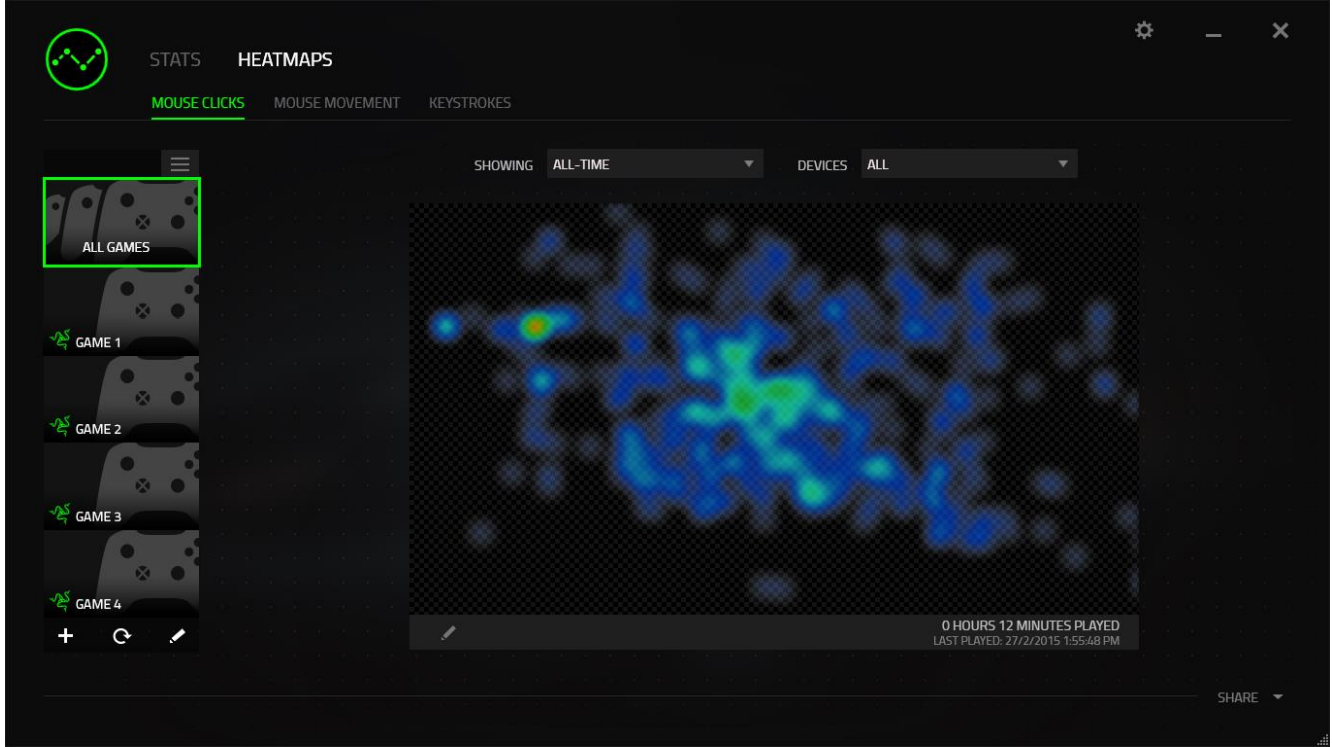 STATS HEATMAPS
MOUSE CLICKS MOUSE MOVEMENT KEYSTROKES
SHOWING ALL-TIME DEVICES ALL
ALL GAMES
GAME 1
GAME 2
GAME 3
GAME 4
0 HOURS 12 MINUTES PLAYED
LAST PLAYED: 27/2/2015 1:55:48 PM
SHARE